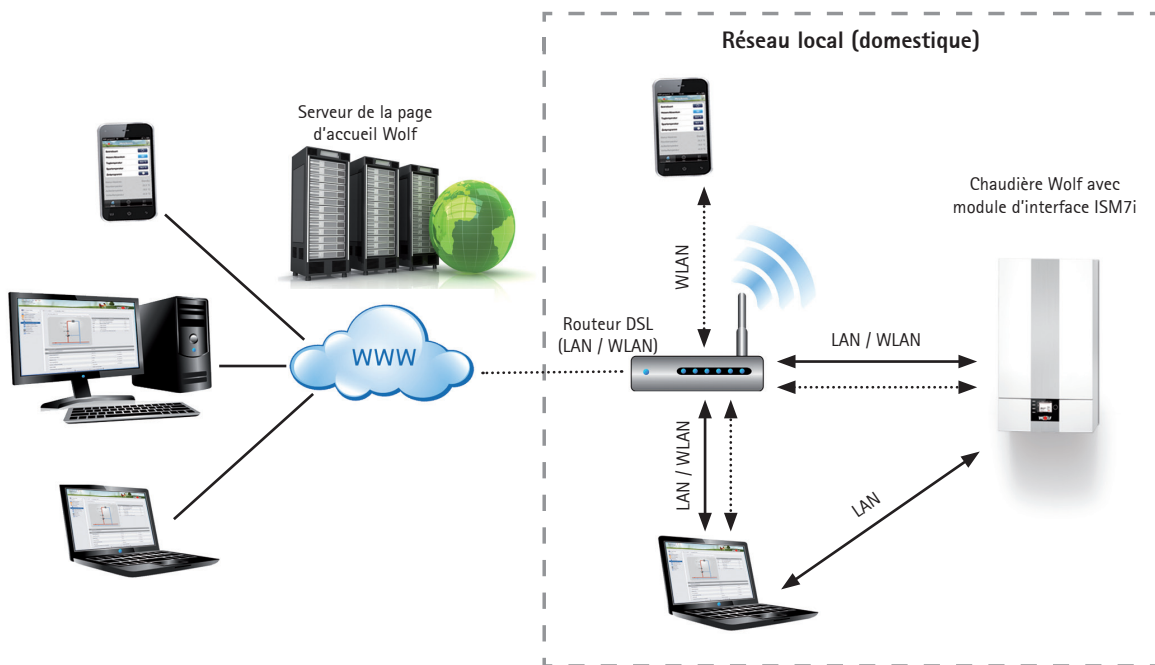 Réseau local (domestique)
Serveur de la page
d'accueil Wolf
Chaudière Wolf avec
module d'interface ISM7i
WLAN
Routeur DSL
(LAN / WLAN)
LAN / WLAN
WWW
LAN / WLAN
LAN